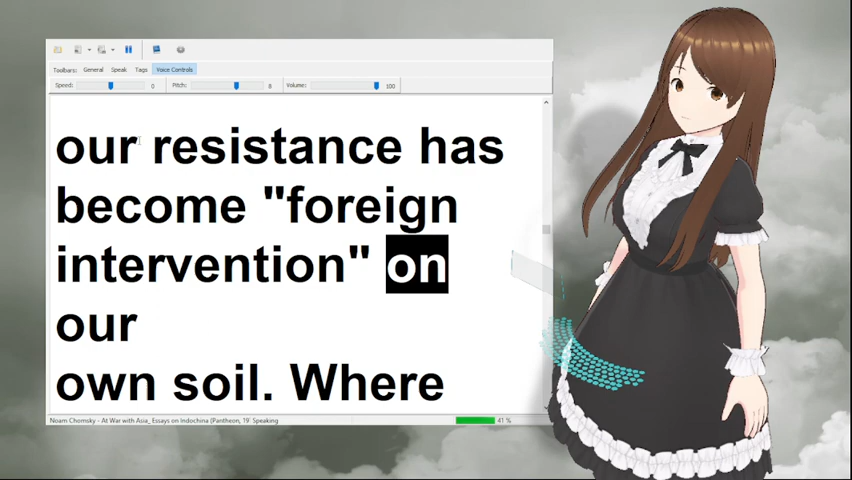 Toolbars: General Speak Tags Voice Controls
Speed: 0 Pitch: 8 Volume: 100
our resistance has
become "foreign
intervention" on
our
own soil. Where
Noam Chomsky - At War with Asia_ Essays on Indochina (Pantheon, 19 Speaking 41 %